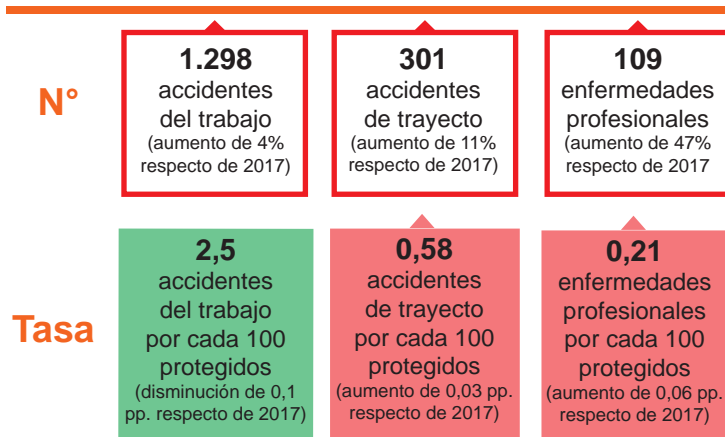 N°
1.298
accidentes
del trabajo
(aumento de 4%
respecto de 2017)
301
accidentes
de trayecto
(aumento de 11%
respecto de 2017)
109
enfermedades
profesionales
(aumento de 47%
respecto de 2017
Tasa
2,5
accidentes
del trabajo
por cada 100
protegidos
(disminución de 0,1
pp. respecto de 2017)
0,58
accidentes
de trayecto
por cada 100
protegidos
(aumento de 0,03 pp.
respecto de 2017)
0,21
enfermedades
profesionales
por cada 100
protegidos
(aumento de 0,06 pp.
respecto de 2017)